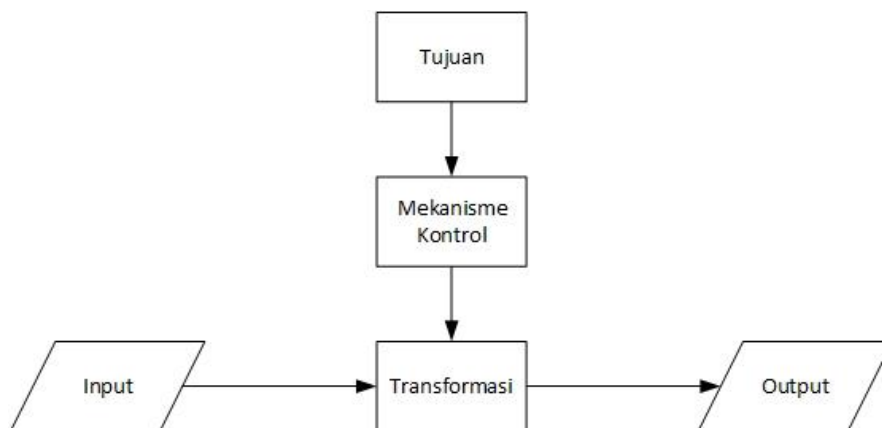 Tujuan
Mekanisme
Kontrol
Input
Transformasi
Output